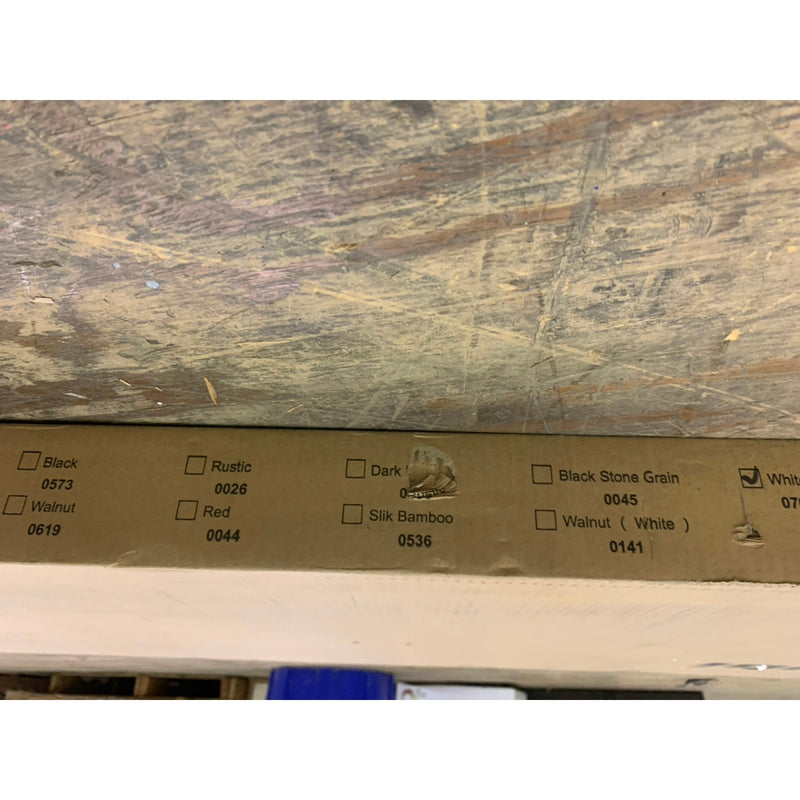 Black Rustic Dark Black Stone Grain
0573 0026 0045
Walnut Red Slik Bamboo Walnut ( White )
0619 0044 0536 0141